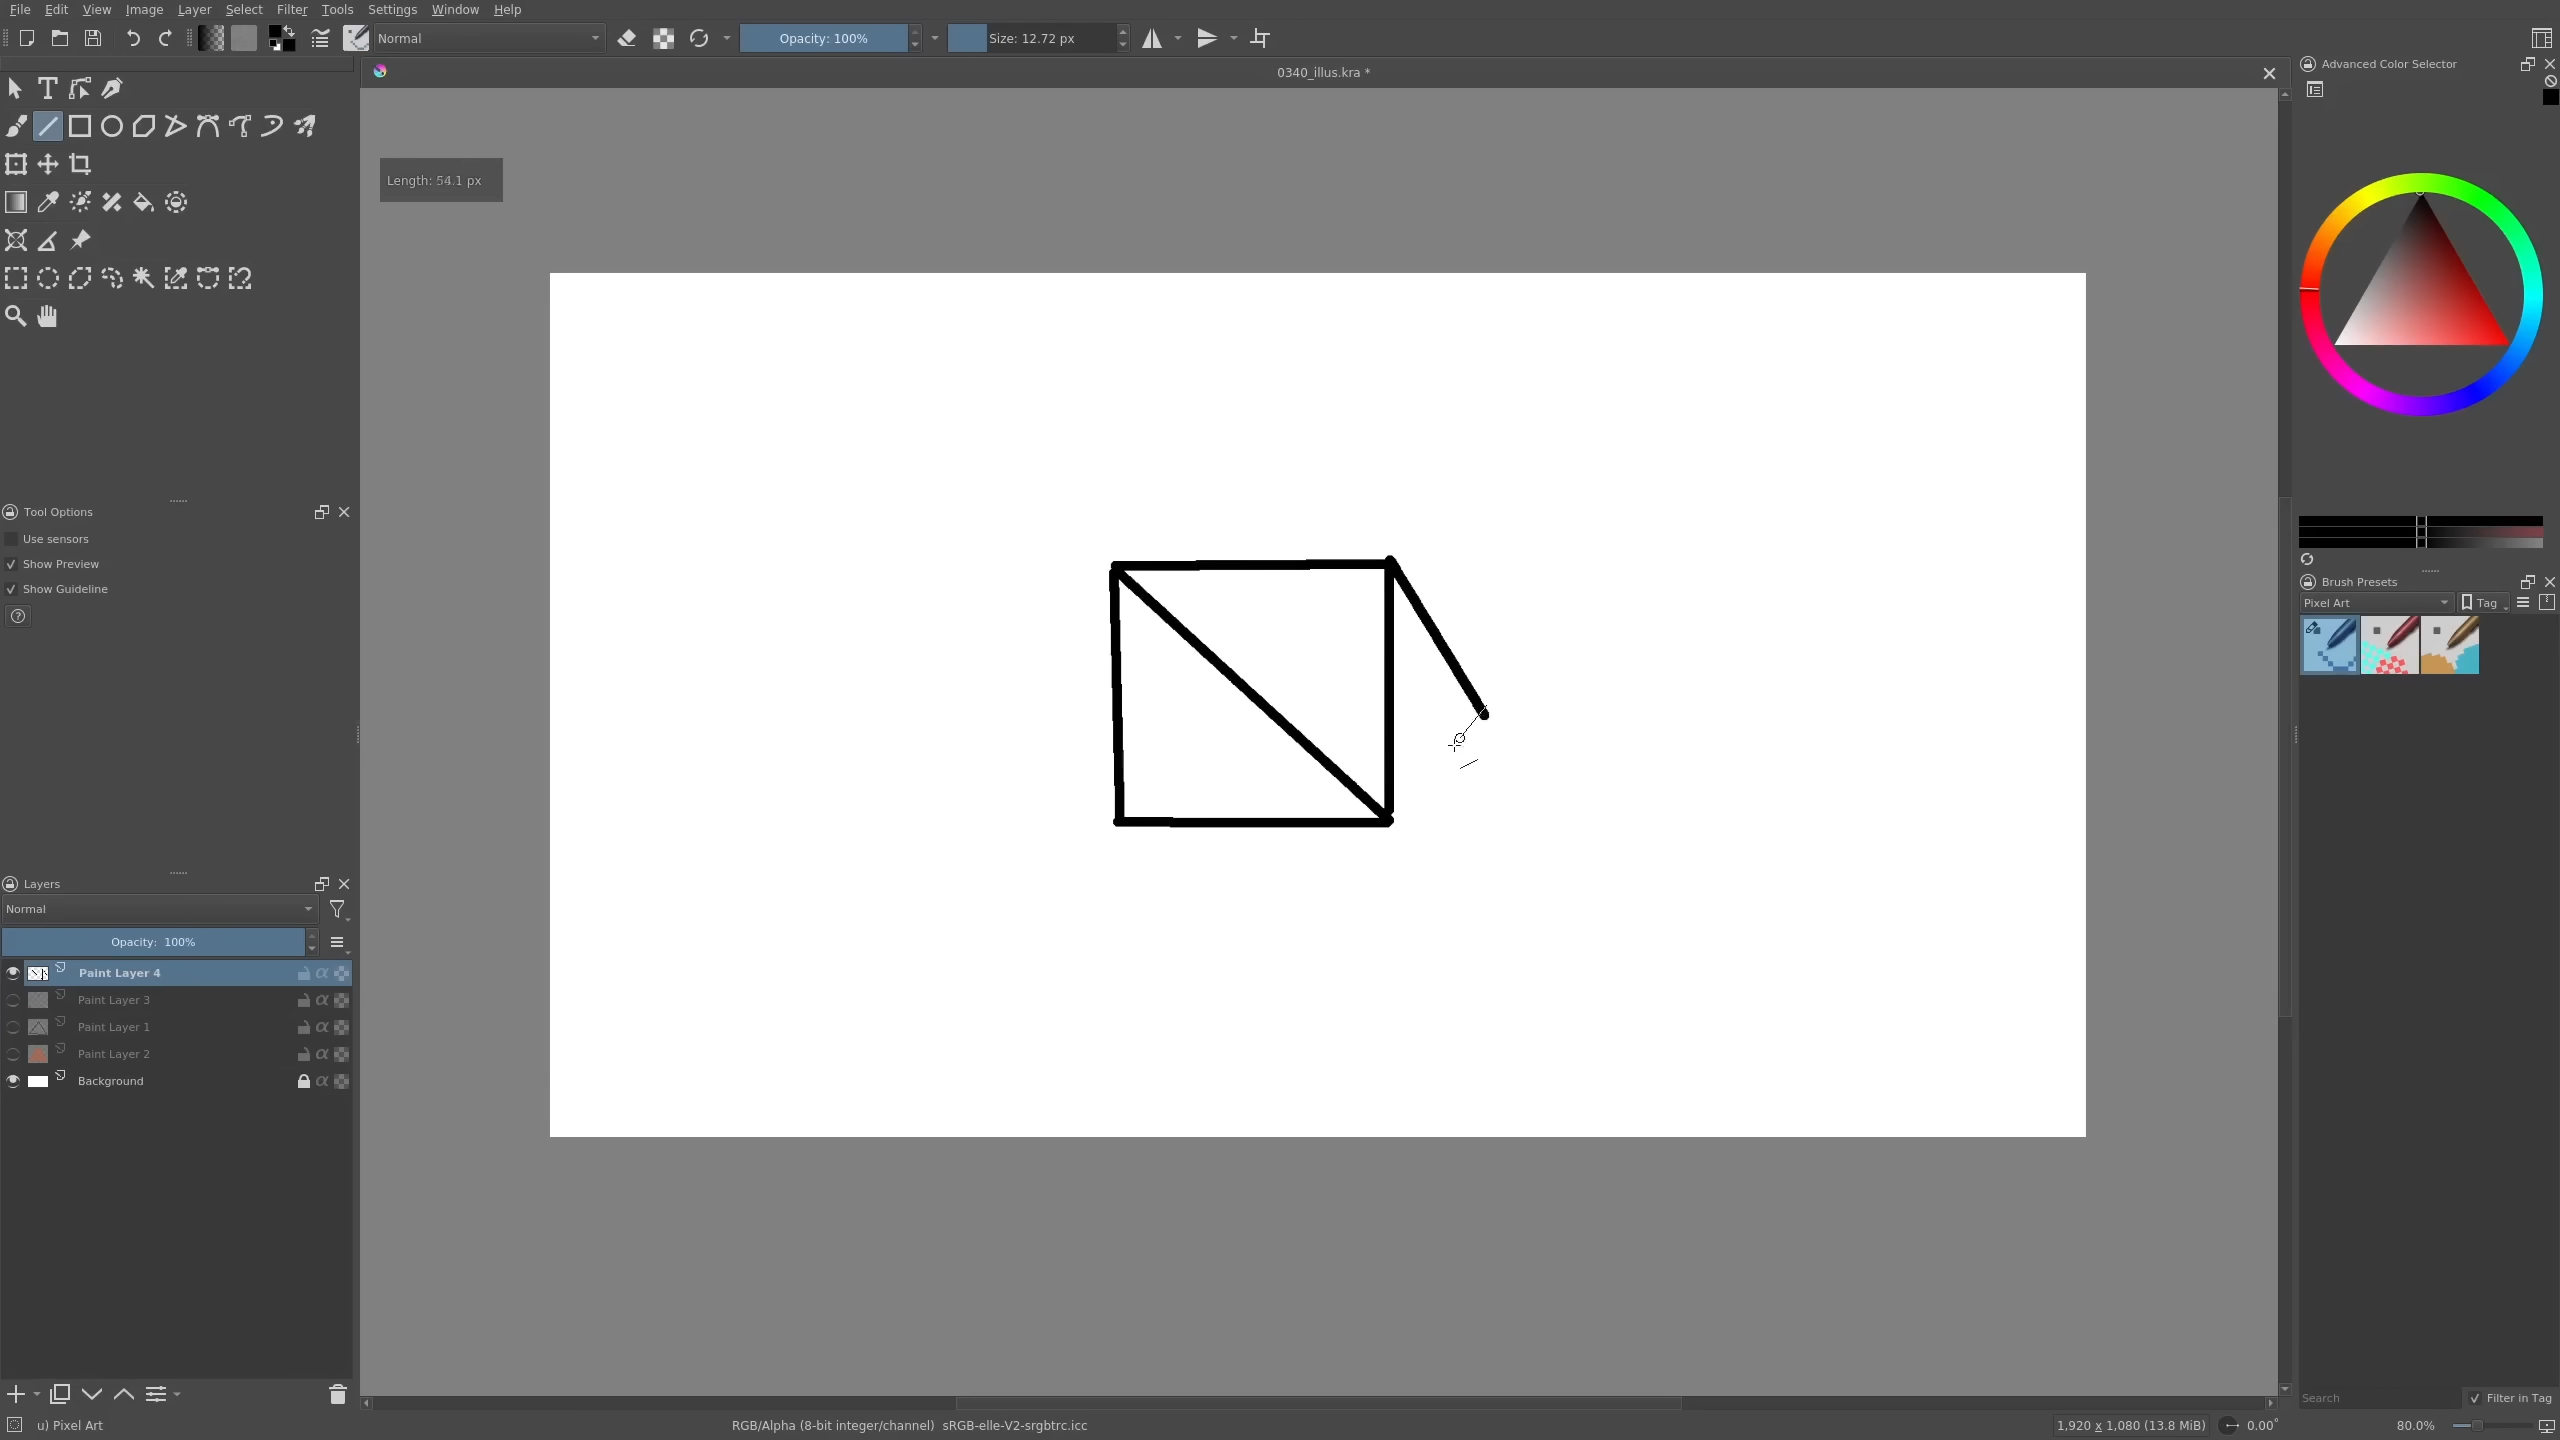 File Edit View Image Layer Select Filter Tools Settings Window Help
Normal Opacity: 100% Size: 12.72 px
0340_illus.kra *
Length: 54.1 px
Tool Options
Use sensors
Show Preview
Show Guideline
Layers
Normal
Opacity: 100%
Paint Layer 4
Paint Layer 3
Paint Layer 1
Paint Layer 2
Background
Advanced Color Selector
Brush Presets
Pixel Art Tag
Search Filter in Tag
u) Pixel Art RGB/Alpha (8-bit integer/channel) sRGB-elle-V2-srgbtrc.icc 1,920 x 1,080 (13.8 MiB) 0.00° 80.0%